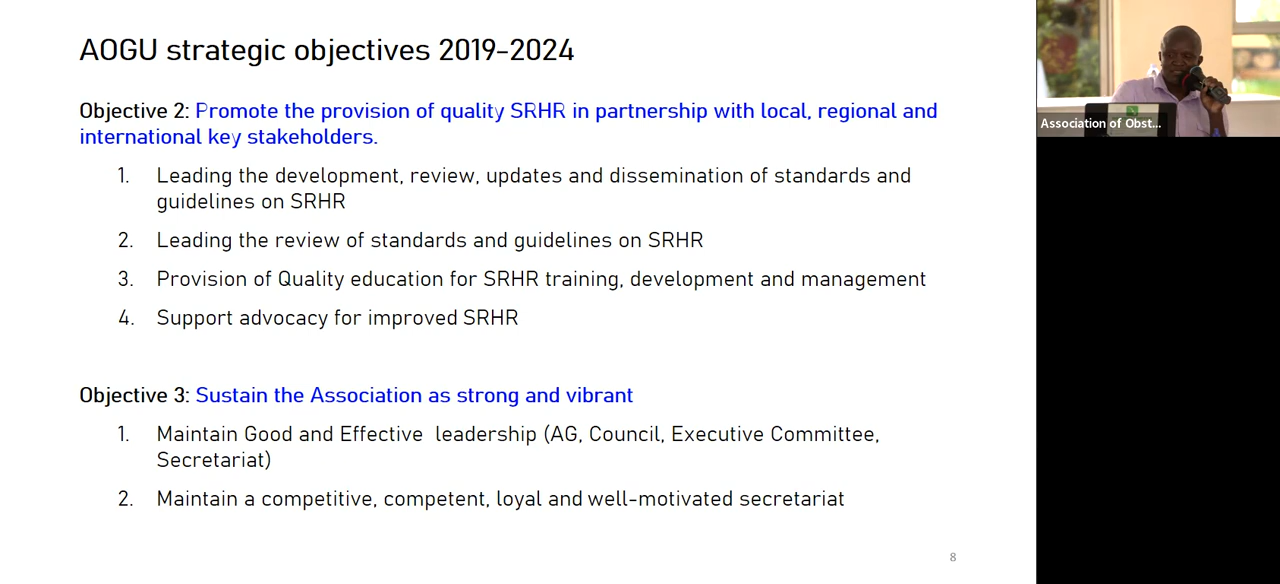 AOGU strategic objectives 2019-2024
Objective 2: Promote the provision of quality SRHR in partnership with local, regional and
international key stakeholders.
1. Leading the development, review, updates and dissemination of standards and
guidelines on SRHR
2. Leading the review of standards and guidelines on SRHR
3. Provision of Quality education for SRHR training, development and management
4. Support advocacy for improved SRHR
Objective 3: Sustain the Association as strong and vibrant
1. Maintain Good and Effective leadership (AG, Council, Executive Committee,
Secretariat)
2. Maintain a competitive, competent, loyal and well-motivated secretariat
8
Association of Obst...